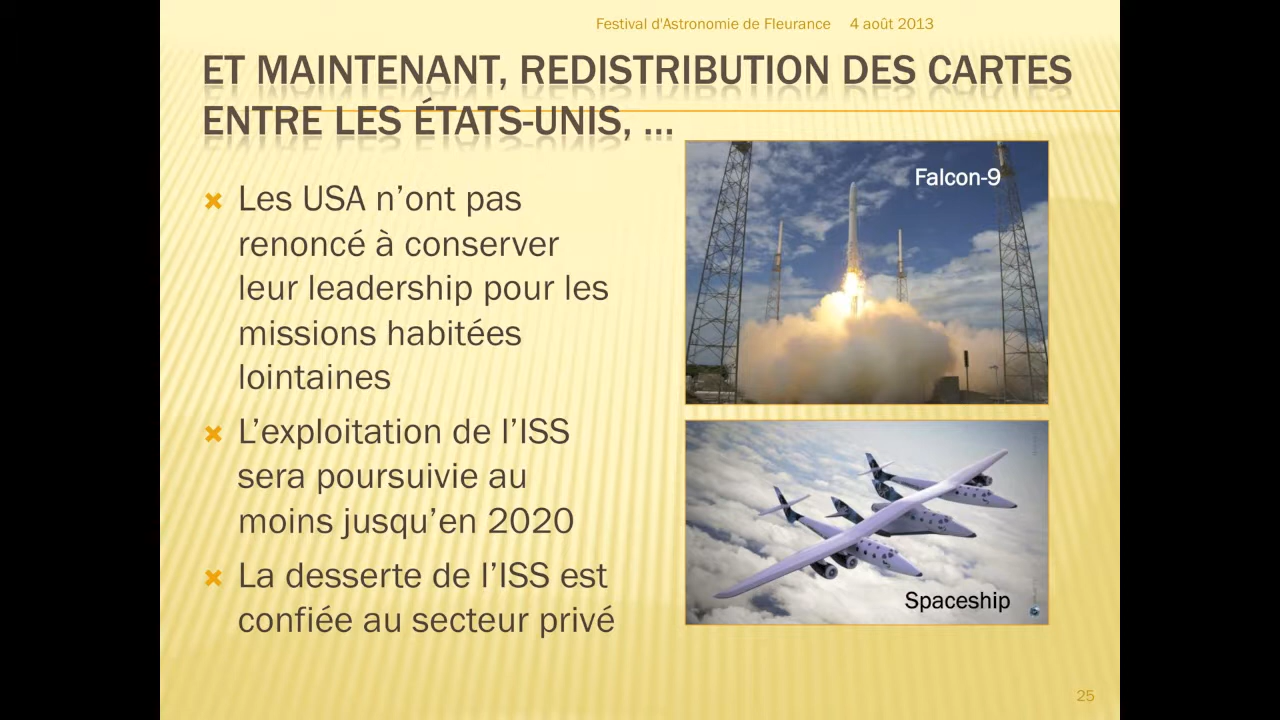 Festival d'Astronomie de Fleurance 4 août 2013
ET MAINTENANT, REDISTRIBUTION DES CARTES
ENTRE LES ÉTATS-UNIS, ...
Les USA n’ont pas
renoncé à conserver
leur leadership pour les
missions habitées
lointaines
L’exploitation de l’ISS
sera poursuivie au
moins jusqu’en 2020
La desserte de l’ISS est
confiée au secteur privé
Falcon-9
Spaceship
25